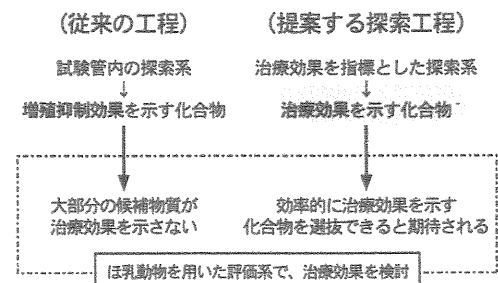 (従来の工程)
試験管内の探索系
↓
増殖抑制効果を示す化合物
大部分の候補物質が
治療効果を示さない
(提案する探索工程)
治療効果を指標とした探索系
↓
治療効果を示す化合物
効率的に治療効果を示す
化合物を選抜できると期待される
ほ乳動物を用いた評価系で、治療効果を検討